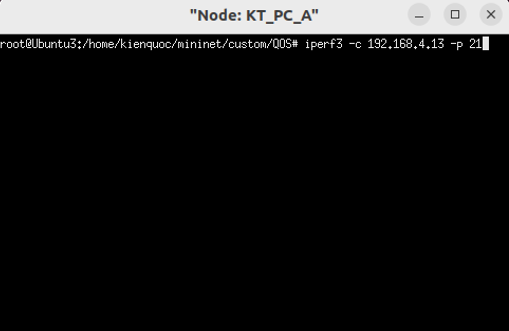 "Node: KT_PC_A"
root@Ubuntu3:/home/kienquoc/mininet/custom/QOS# iperf3 -c 192.168.4.13 -p 21